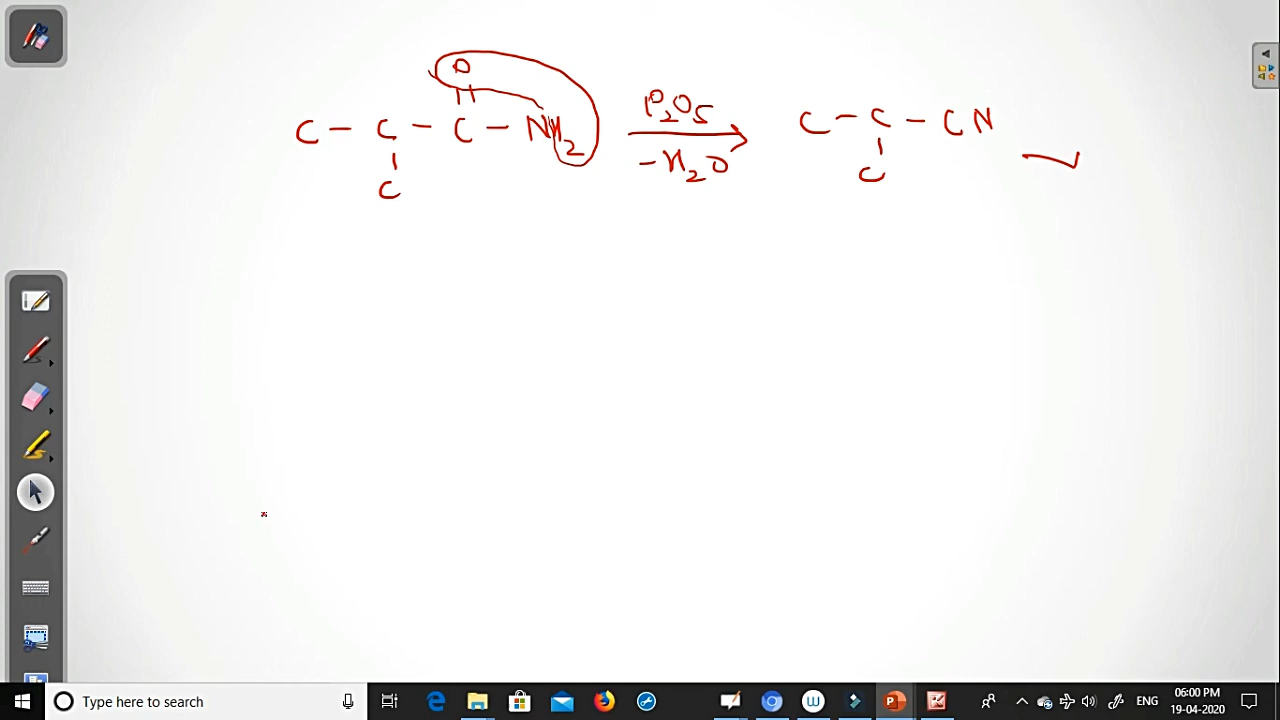 O
||
C - C - C - NH2 P2O5 C - C - CN
| -H2O |
C C
Type here to search
ENG
06:00 PM
19-04-2020